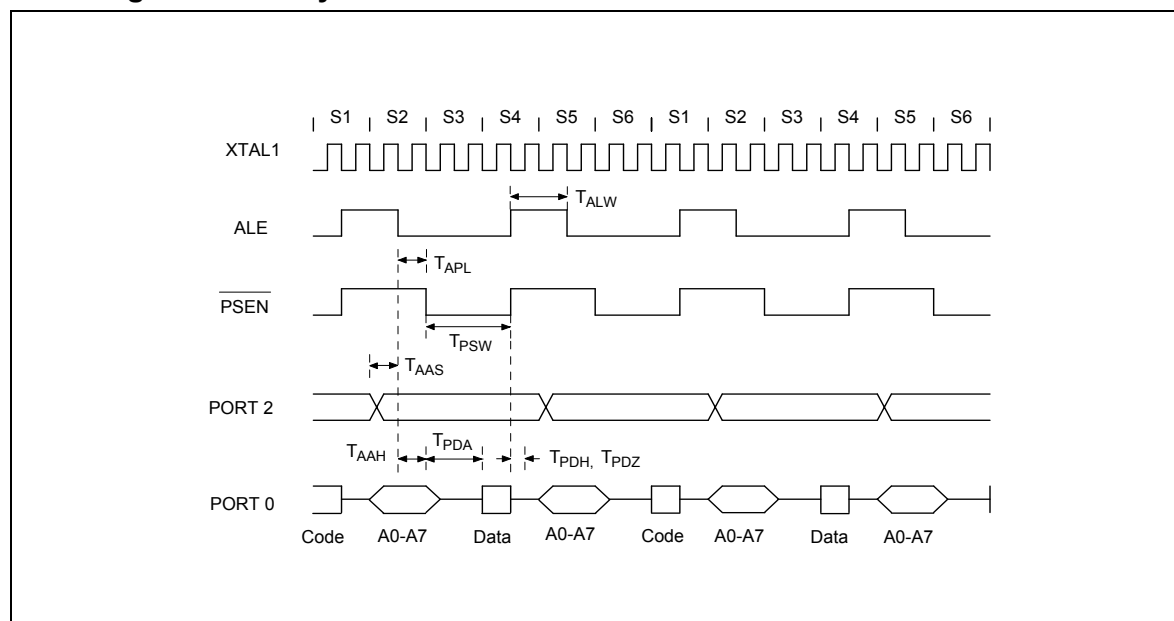 S1 S2 S3 S4 S5 S6 S1 S2 S3 S4 S5 S6
XTAL1
TALW
ALE
TAPL
PSEN
TPSW
TAAS
PORT 2
TAAH TPDA TPDH, TPDZ
PORT 0
Code A0-A7 Data A0-A7 Code A0-A7 Data A0-A7